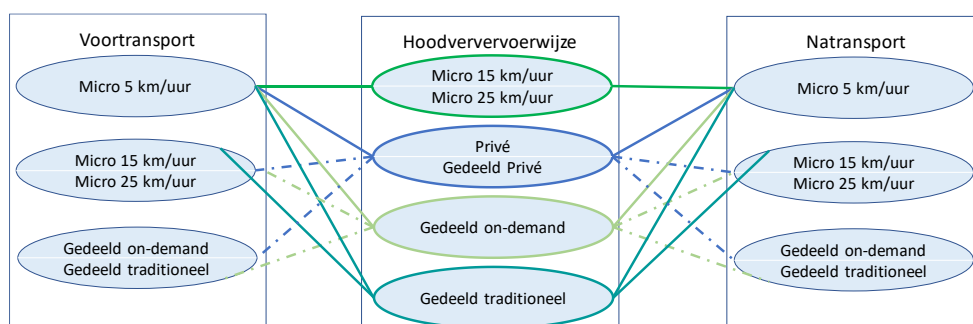 Voortransport
Micro 5 km/uur
Micro 15 km/uur
Micro 25 km/uur
Gedeeld on-demand
Gedeeld traditioneel
Hoodververvoerwijze
Micro 15 km/uur
Micro 25 km/uur
Privé
Gedeeld Privé
Gedeeld on-demand
Gedeeld traditioneel
Natransport
Micro 5 km/uur
Micro 15 km/uur
Micro 25 km/uur
Gedeeld on-demand
Gedeeld traditioneel